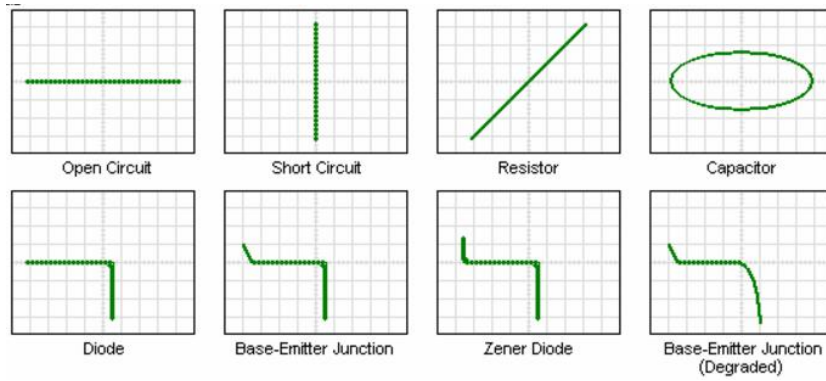 Open Circuit
Short Circuit
Resistor
Capacitor
Diode
Base-Emitter Junction
Zener Diode
Base-Emitter Junction
(Degraded)